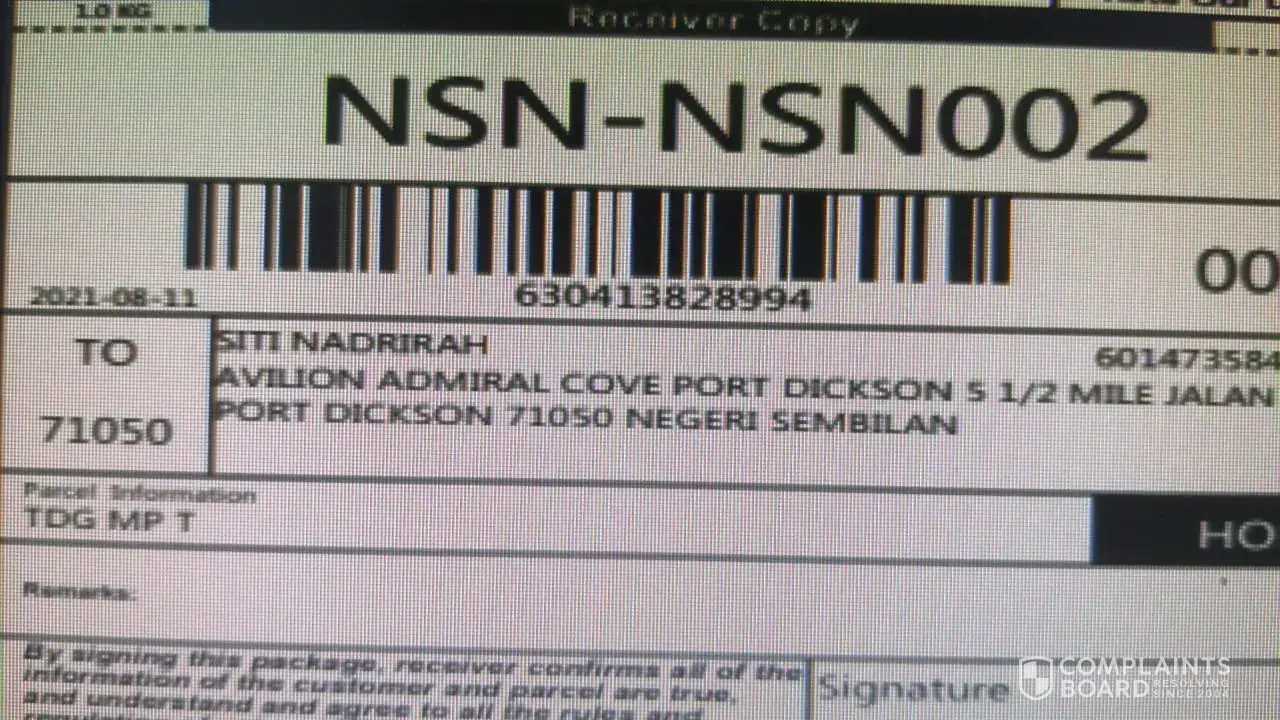 1.0 KG
Receiver Copy
NSN-NSN002
00
2021-08-11
630413828994
TO
SITI NADRIRAH
601473584
AVILION ADMIRAL COVE PORT DICKSON 5 1/2 MILE JALAN
PORT DICKSON 71050 NEGERI SEMBILAN
71050
Parcel Information
TDG MP T
HO
Remarks:
By signing this package, receiver confirms all of the
information of the customer and parcel are true,
and understand and agree to all the rules and
Signature
COMPLAINTS
BOARD RESOLVING
SINCE 2004